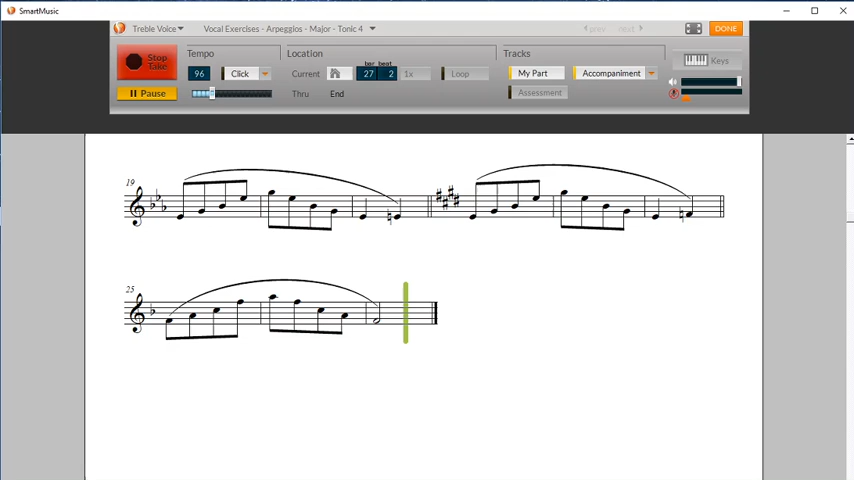 SmartMusic
Treble Voice Vocal Exercises - Arpeggios - Major - Tonic 4 prev next DONE
Stop Take Tempo Location Tracks
96 Click Current bar beat 27 2 1x Loop My Part Accompaniment Keys
Pause Thru End Assessment
19
25